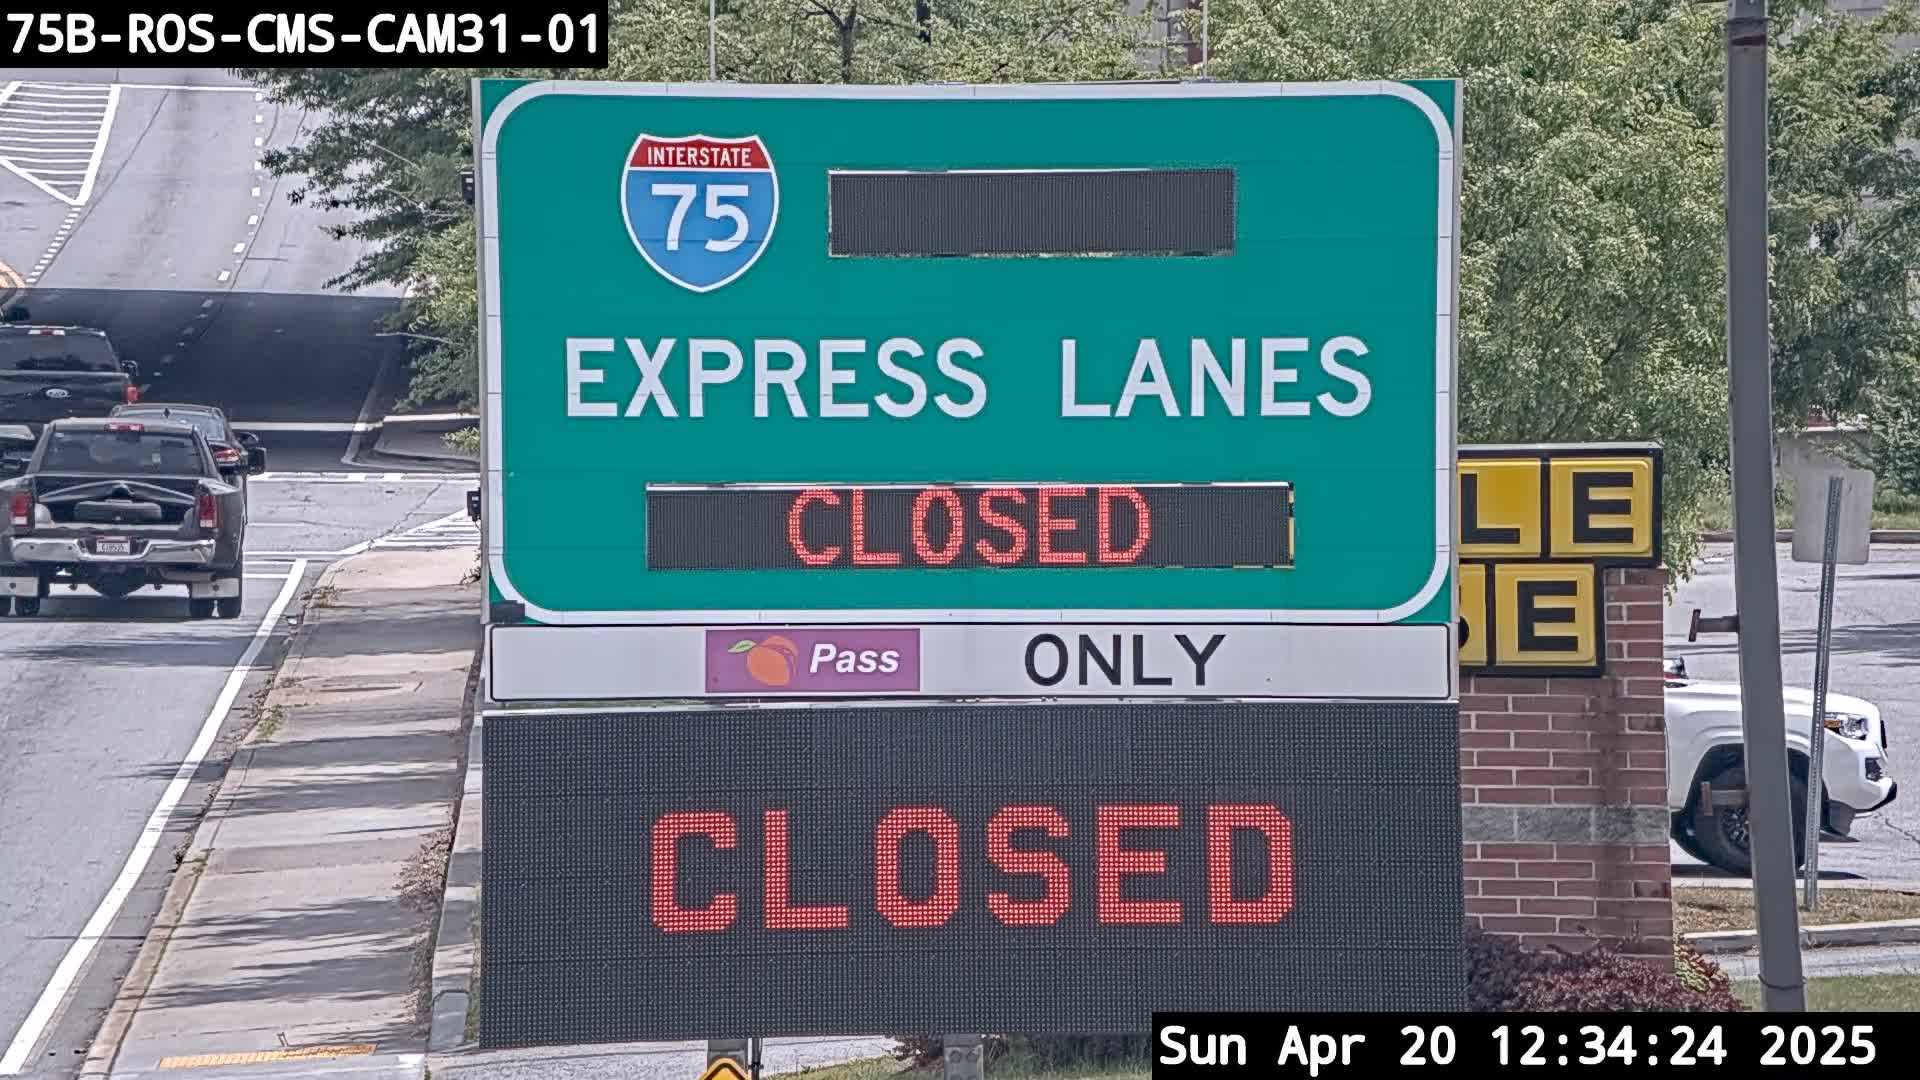 75B-ROS-CMS-CAM31-01
INTERSTATE
75
EXPRESS LANES
CLOSED
Pass ONLY
CLOSED
LE
E
Sun Apr 20 12:34:24 2025